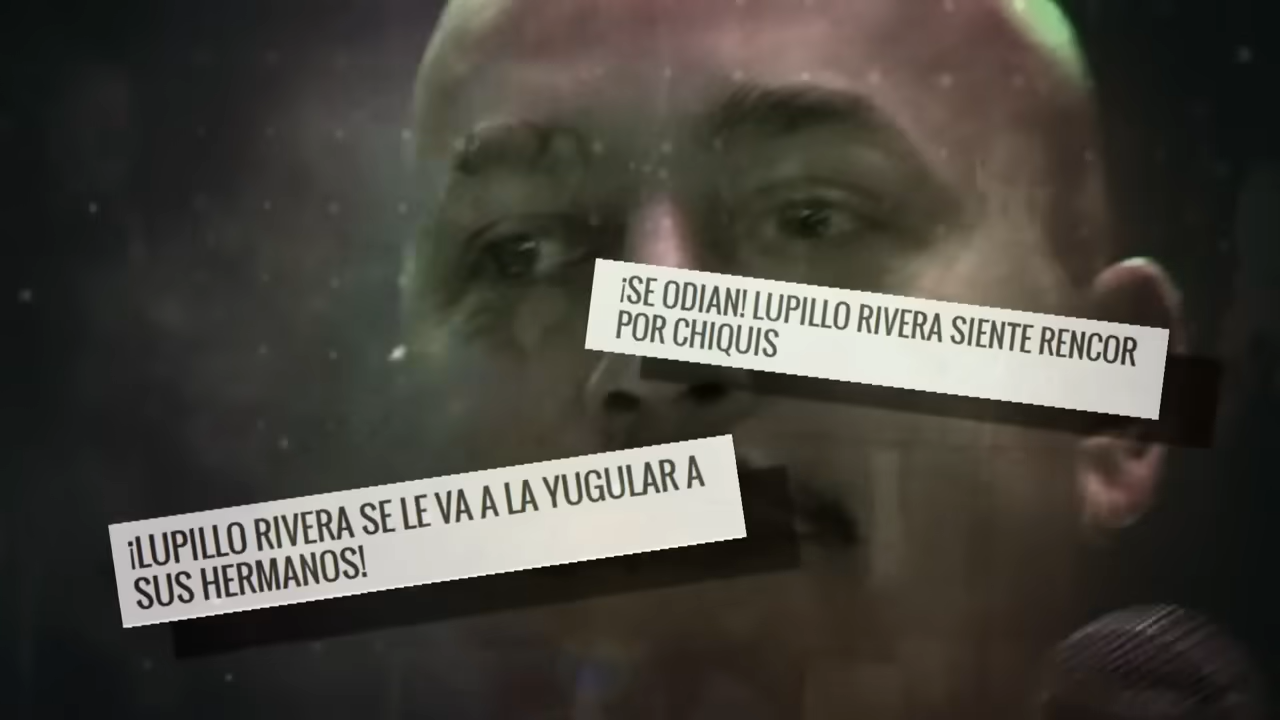 ¡SE ODIAN! LUPILLO RIVERA SIENTE RENCOR
POR CHIQUIS
¡LUPILLO RIVERA SE LE VA A LA YUGULAR A
SUS HERMANOS!